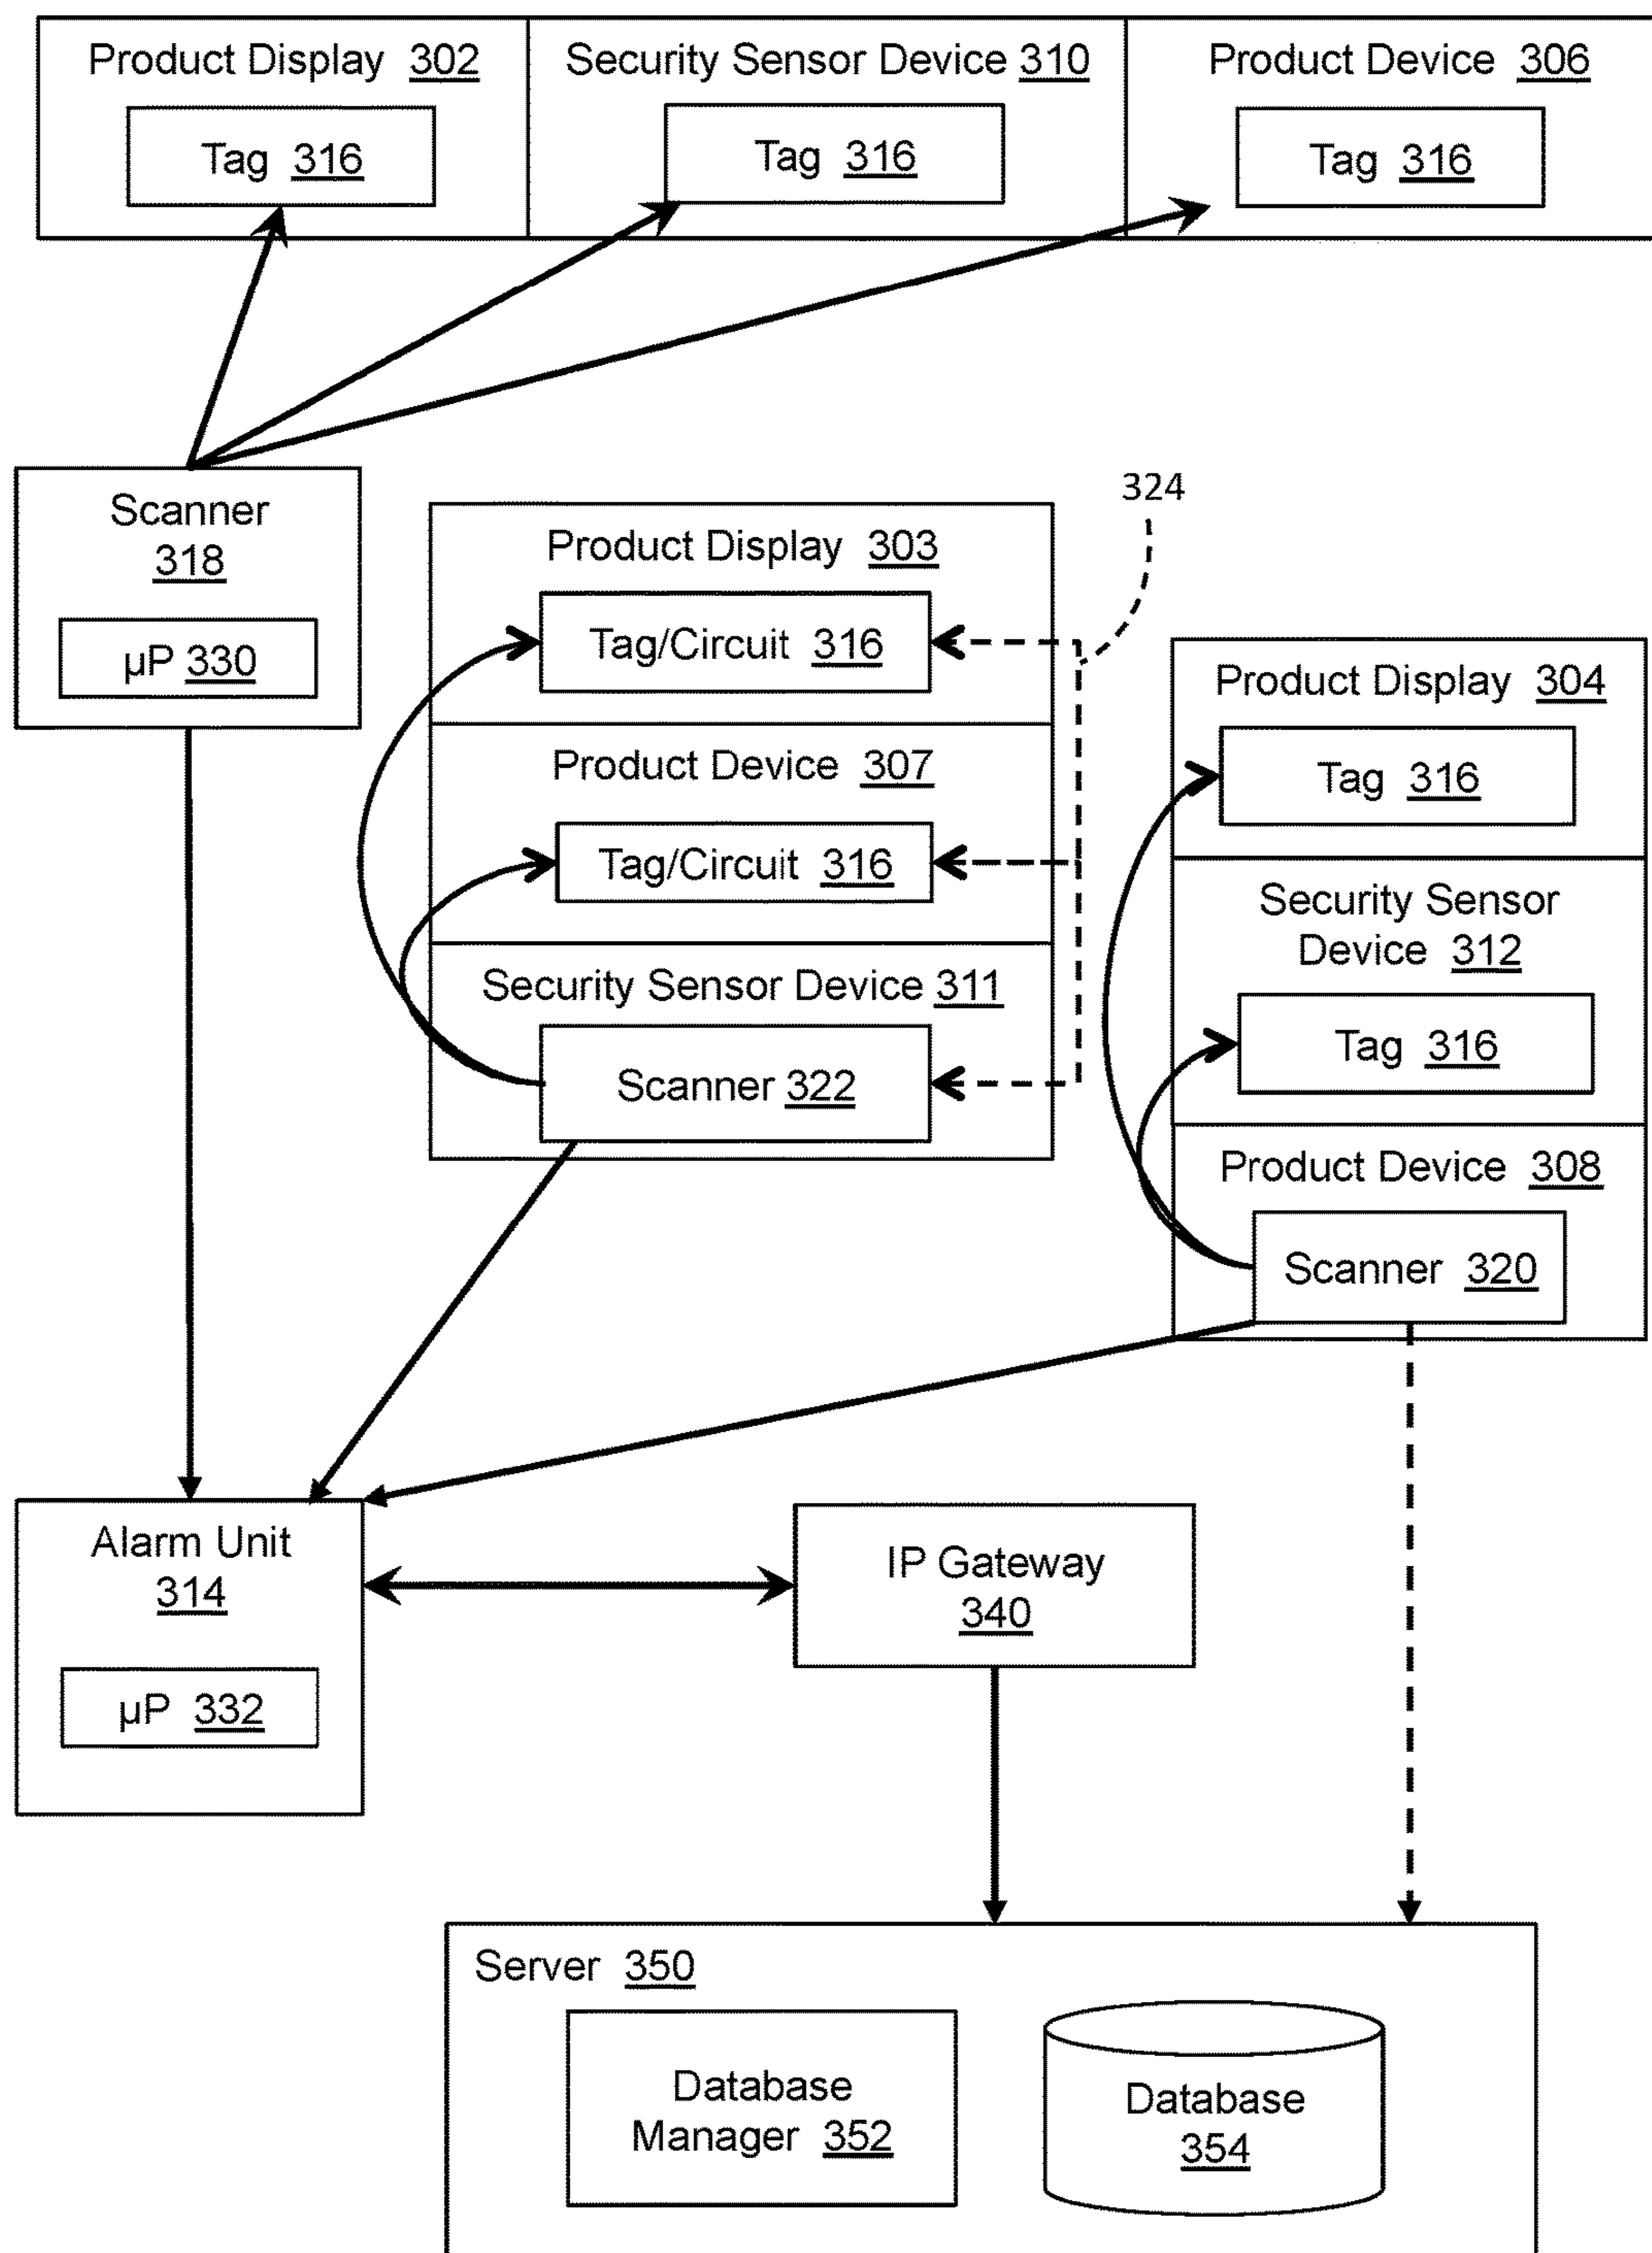 Product Display 302
Security Sensor Device 310
Product Device 306
Tag 316
Tag 316
Tag 316
Scanner
318
µP 330
324
Product Display 303
Tag/Circuit 316
Product Device 307
Tag/Circuit 316
Security Sensor Device 311
Scanner 322
Product Display 304
Tag 316
Security Sensor
Device 312
Tag 316
Product Device 308
Scanner 320
Alarm Unit
314
µP 332
IP Gateway
340
Server 350
Database
Manager 352
Database
354